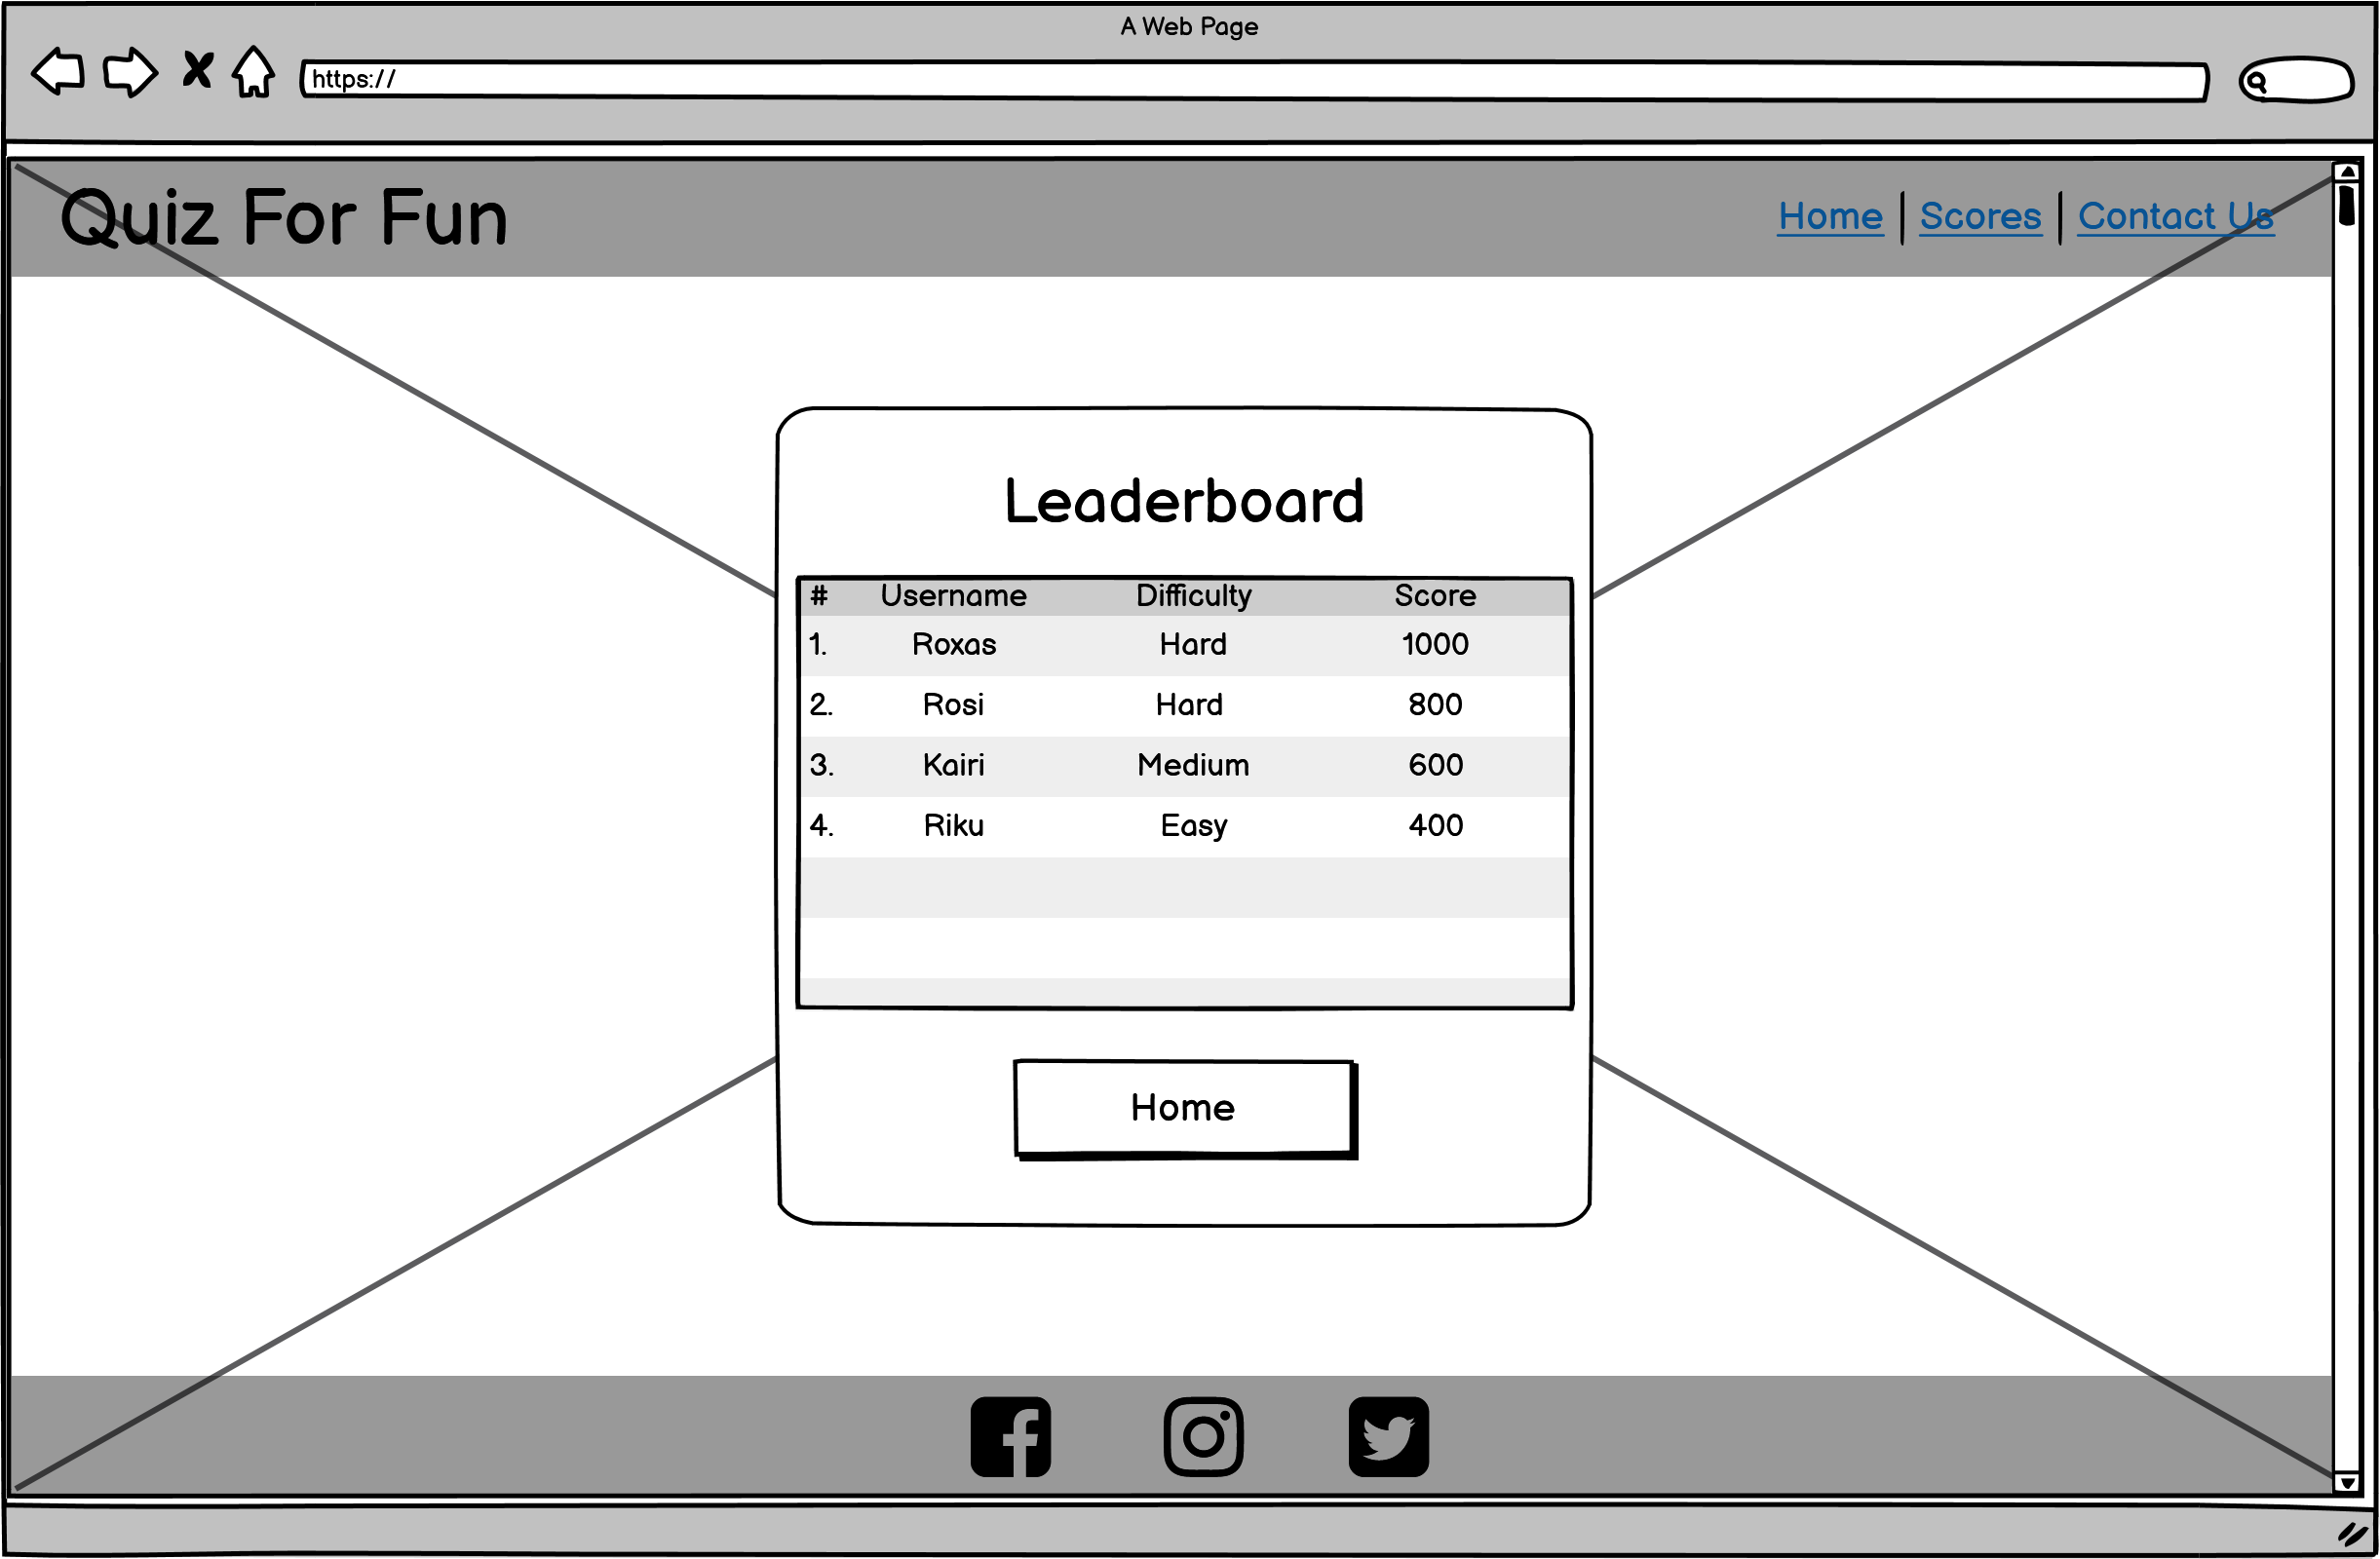 A Web Page
https://
Quiz For Fun
Home | Scores | Contact Us
Leaderboard
# Username Difficulty Score
1. Roxas Hard 1000
2. Rosi Hard 800
3. Kairi Medium 600
4. Riku Easy 400
Home